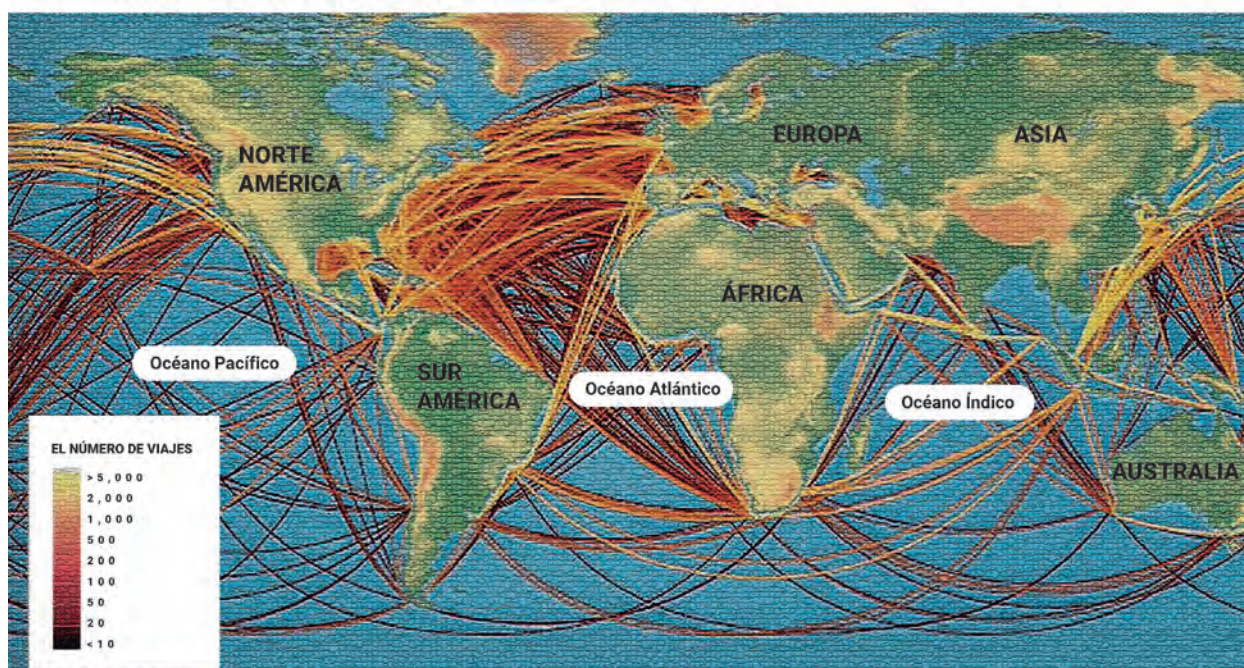 NORTE
AMÉRICA
EUROPA
ASIA
ÁFRICA
Océano Pacífico
SUR
AMÉRICA
Océano Atlántico
Océano Índico
AUSTRALIA
EL NÚMERO DE VIAJES
>5,000
2,000
1,000
500
200
100
50
20
<10